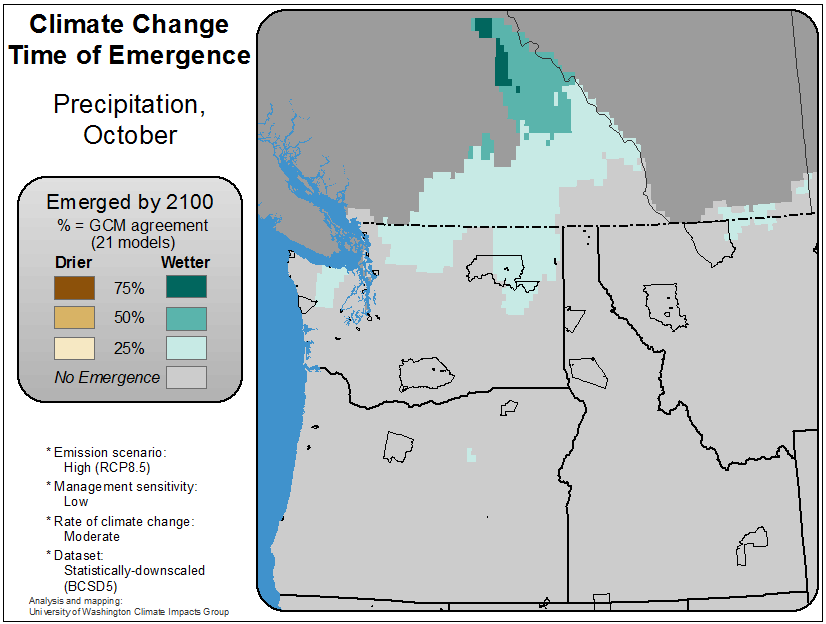 Climate Change
Time of Emergence
Precipitation,
October
Emerged by 2100
% = GCM agreement
(21 models)
Drier Wetter
75%
50%
25%
No Emergence
* Emission scenario:
High (RCP8.5)
* Management sensitivity:
Low
* Rate of climate change:
Moderate
* Dataset:
Statistically-downscaled
(BCSD5)
Analysis and mapping:
University of Washington Climate Impacts Group